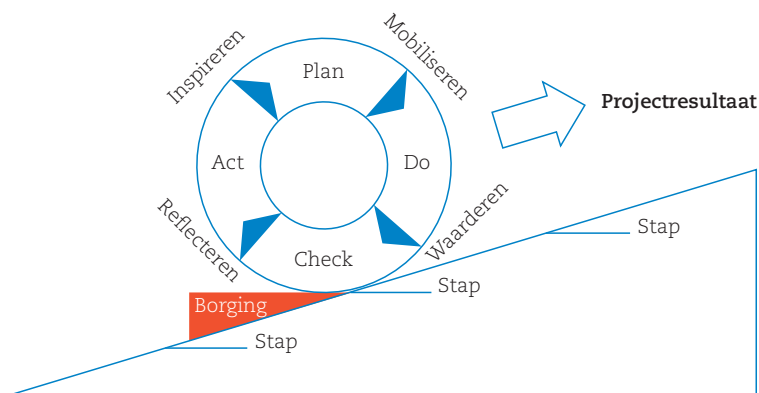 Inspireren
Plan
Mobiliseren
Projectresultaat
Act
Do
Reflecteren
Check
Waarderen
Stap
Borging
Stap
Stap